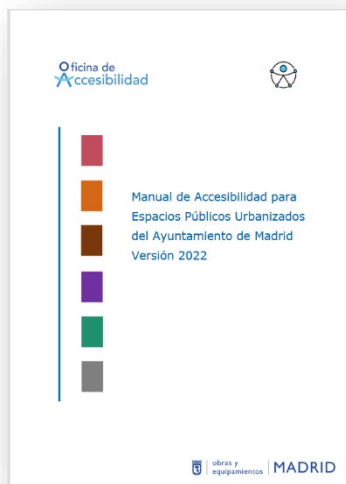 Oficina de
Accesibilidad
Manual de Accesibilidad para
Espacios Públicos Urbanizados
del Ayuntamiento de Madrid
Versión 2022
obras y
equipamientos
MADRID